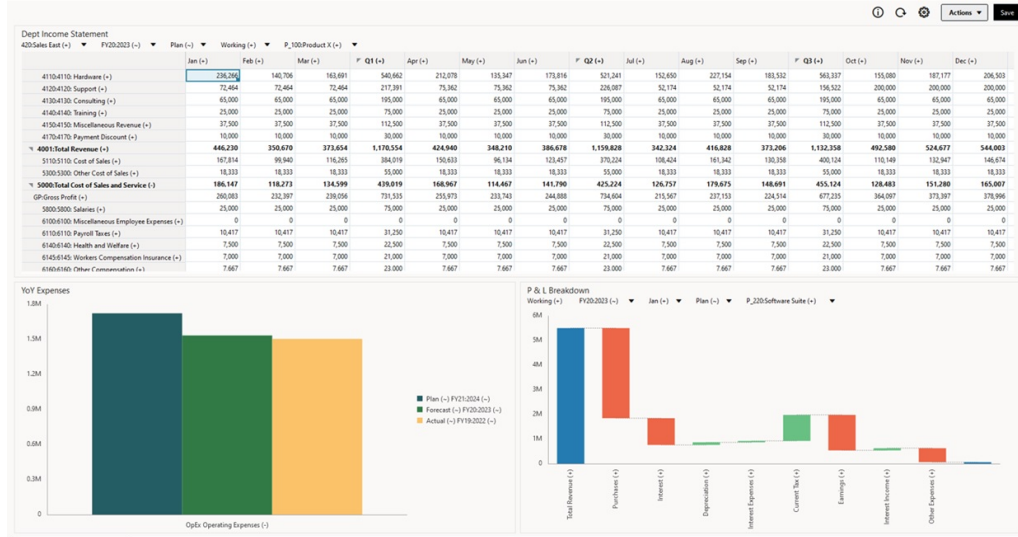 Actions ▼ Save
Dept Income Statement
420:Sales East (+) ▼ FY20:2023 (~) ▼ Plan (~) ▼ Working (+) ▼ P_100:Product X (+) ▼
Jan (+) Feb (+) Mar (+) Q1 (+) Apr (+) May (+) Jun (+) Q2 (+) Jul (+) Aug (+) Sep (+) Q3 (+) Oct (+) Nov (+) Dec (+)
4110:4110: Hardware (+) 236,266 140,706 163,691 540,662 212,078 135,347 173,816 521,241 152,650 227,154 183,532 563,337 155,080 187,177 206,503
4120:4120: Support (+) 72,464 72,464 72,464 217,391 75,362 75,362 75,362 226,087 52,174 52,174 52,174 156,522 200,000 200,000 200,000
4130:4130: Consulting (+) 65,000 65,000 65,000 195,000 65,000 65,000 65,000 195,000 65,000 65,000 65,000 195,000 65,000 65,000 65,000
4140:4140: Training (+) 25,000 25,000 25,000 75,000 25,000 25,000 25,000 75,000 25,000 25,000 25,000 75,000 25,000 25,000 25,000
4150:4150: Miscellaneous Revenue (+) 37,500 37,500 37,500 112,500 37,500 37,500 37,500 112,500 37,500 37,500 37,500 112,500 37,500 37,500 37,500
4170:4170: Payment Discount (+) 10,000 10,000 10,000 30,000 10,000 10,000 10,000 30,000 10,000 10,000 10,000 30,000 10,000 10,000 10,000
4001:Total Revenue (+) 446,230 350,670 373,654 1,170,554 424,940 348,210 386,678 1,159,828 342,324 416,828 373,206 1,132,358 492,580 524,677 544,003
5110:5110: Cost of Sales (+) 167,814 99,940 116,265 384,019 150,633 96,134 123,457 370,224 108,424 161,342 130,358 400,124 110,149 132,947 146,674
5300:5300: Other Cost of Sales (+) 18,333 18,333 18,333 55,000 18,333 18,333 18,333 55,000 18,333 18,333 18,333 55,000 18,333 18,333 18,333
5000:Total Cost of Sales and Service (-) 186,147 118,273 134,599 439,019 168,967 114,467 141,790 425,224 126,757 179,675 148,691 455,124 128,483 151,280 165,007
GP:Gross Profit (+) 260,083 232,397 239,056 731,535 255,973 233,743 244,888 734,604 215,567 237,153 224,514 677,235 364,097 373,397 378,996
5800:5800: Salaries (+) 25,000 25,000 25,000 75,000 25,000 25,000 25,000 75,000 25,000 25,000 25,000 75,000 25,000 25,000 25,000
6100:6100: Miscellaneous Employee Expenses (+) 0 0 0 0 0 0 0 0 0 0 0 0 0 0 0
6110:6110: Payroll Taxes (+) 10,417 10,417 10,417 31,250 10,417 10,417 10,417 31,250 10,417 10,417 10,417 31,250 10,417 10,417 10,417
6140:6140: Health and Welfare (+) 7,500 7,500 7,500 22,500 7,500 7,500 7,500 22,500 7,500 7,500 7,500 22,500 7,500 7,500 7,500
6145:6145: Workers Compensation Insurance (+) 7,000 7,000 7,000 21,000 7,000 7,000 7,000 21,000 7,000 7,000 7,000 21,000 7,000 7,000 7,000
6160:6160: Other Compensation (+) 7,667 7,667 7,667 23,000 7,667 7,667 7,667 23,000 7,667 7,667 7,667 23,000 7,667 7,667 7,667
YoY Expenses
1.8M
1.5M
1.2M
0.9M
0.6M
0.3M
0
OpEx Operating Expenses (-)
Plan (~) FY21:2024 (~)
Forecast (~) FY20:2023 (~)
Actual (~) FY19:2022 (~)
P & L Breakdown
Working (+) FY20:2023 (~) ▼ Jan (+) ▼ Plan (~) ▼ P_220:Software Suite (+) ▼
6M
5M
4M
3M
2M
1M
0
Total Revenue (+)
Purchases (+)
Interest (+)
Depreciation (+)
Interest Expenses (+)
Current Tax (+)
Earnings (+)
Interest Income (+)
Other Expenses (+)